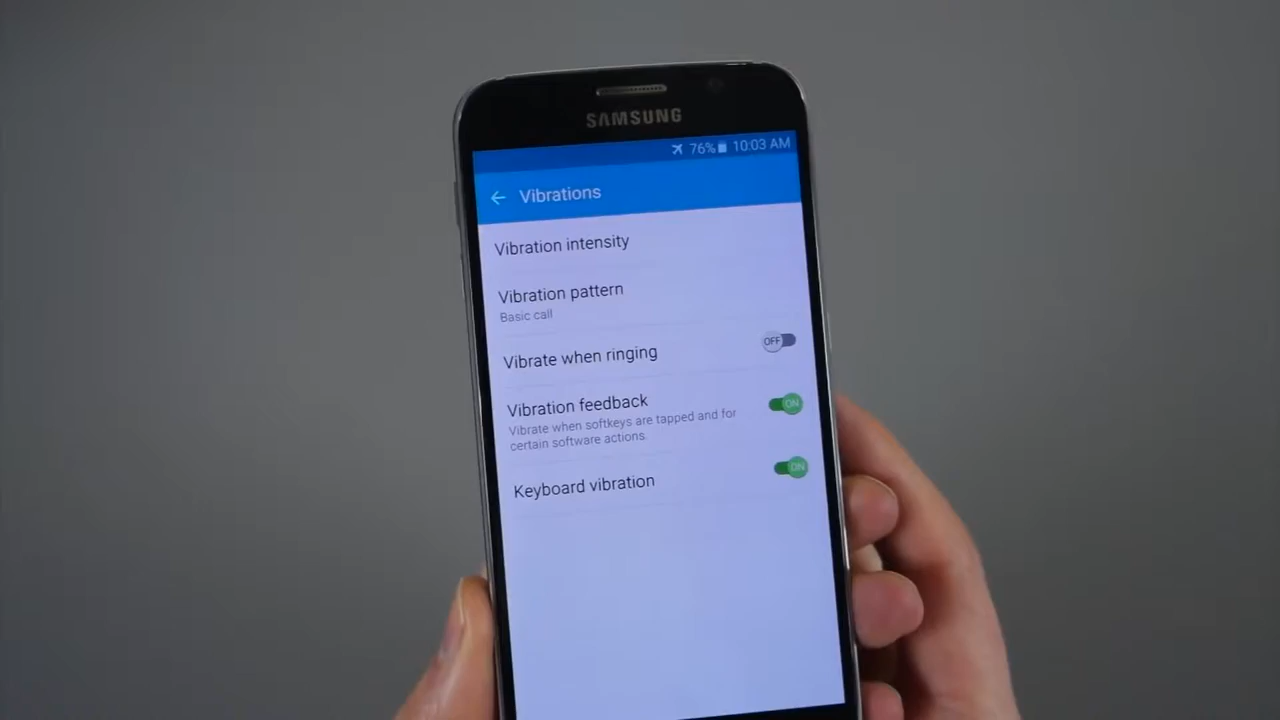 SAMSUNG
76% 10:03 AM
Vibrations
Vibration intensity
Vibration pattern
Basic call
Vibrate when ringing
OFF
Vibration feedback
ON
Vibrate when softkeys are tapped and for
certain software actions.
Keyboard vibration
ON